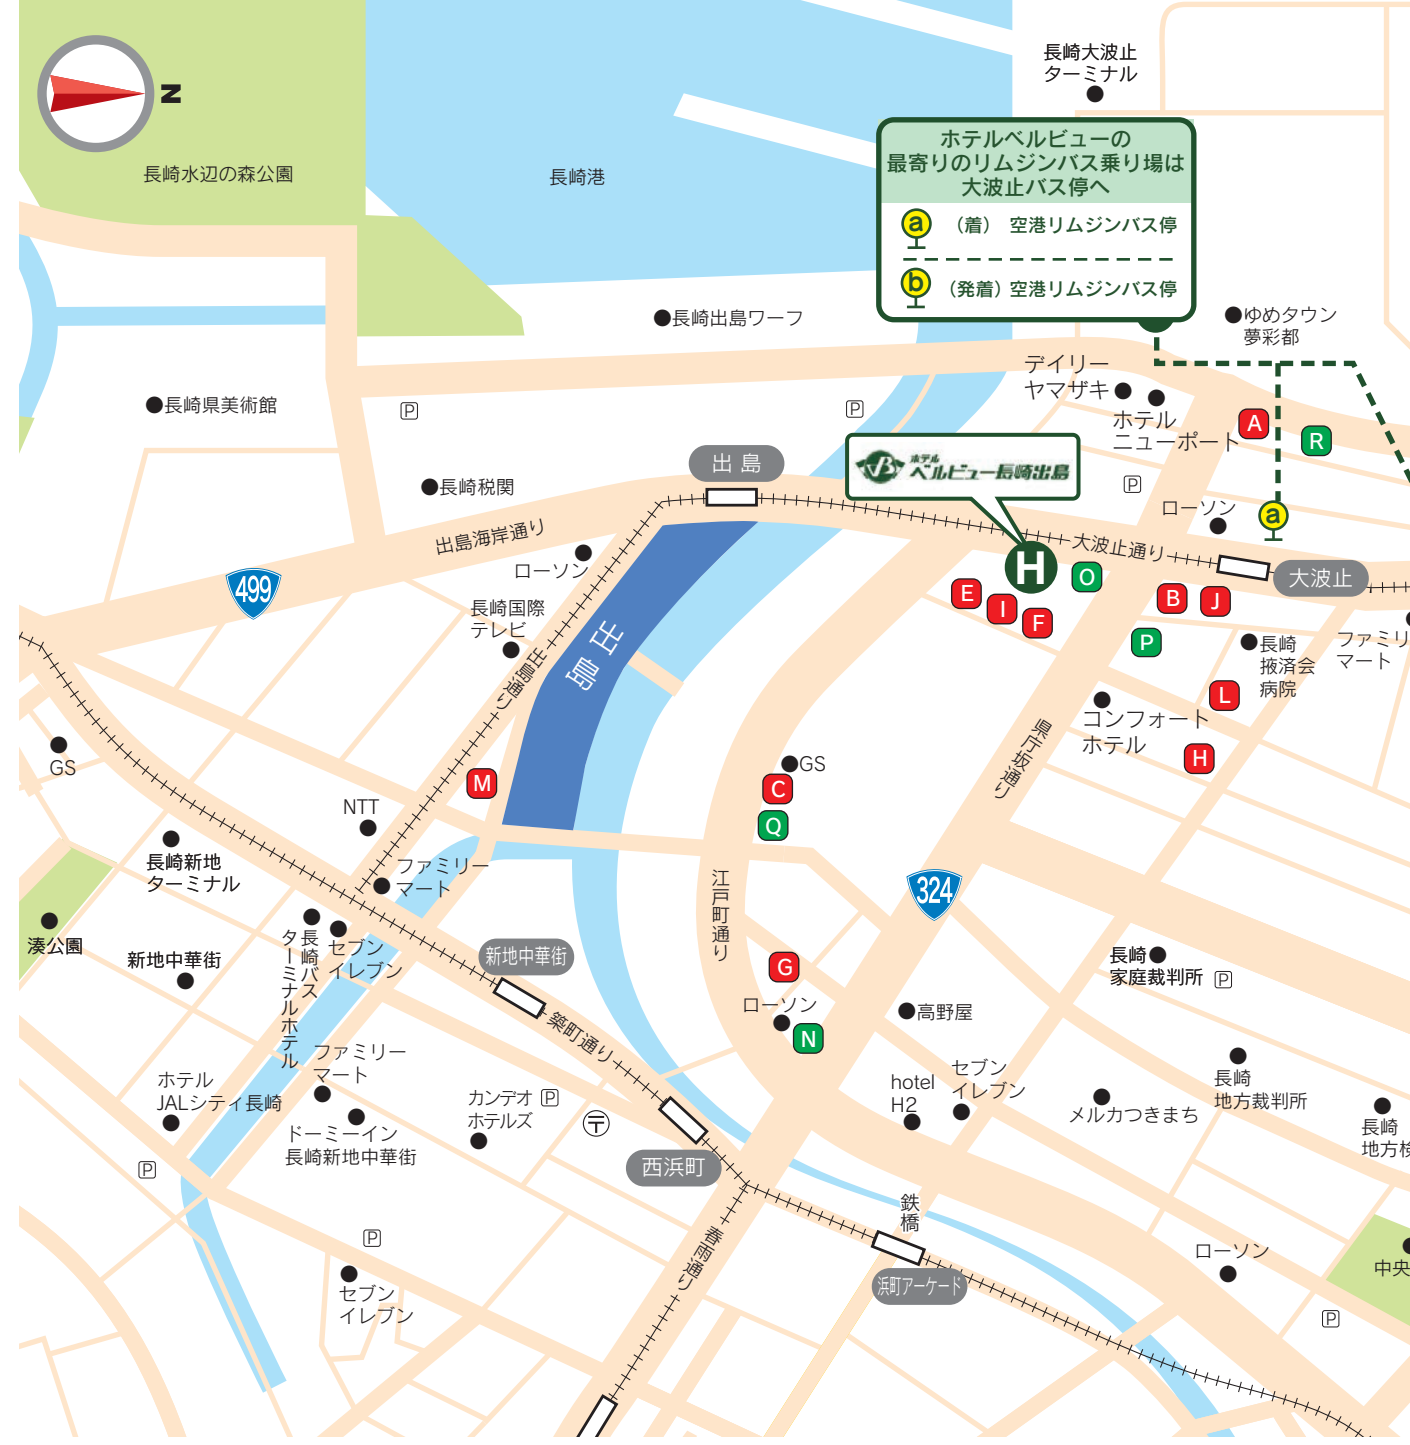 N
長崎水辺の森公園
長崎港
長崎大波止
ターミナル
ホテルベルビューの
最寄りのリムジンバス乗り場は
大波止バス停へ
a （着） 空港リムジンバス停
b （発着）空港リムジンバス停
長崎出島ワーフ
ゆめタウン
夢彩都
デイリー
ヤマザキ
ホテル
ニューポート
A
R
長崎県美術館
P
P
出島
ホテル
ベルビュー長崎出島
VB
長崎税関
出島海岸通り
P
ローソン
a
499
ローソン
大波止通り
大波止
H
O
E
I
F
B
J
P
長崎国際
テレビ
出島
出島通り
長崎
掖済会
病院
ファミリ
マート
L
コンフォート
ホテル
H
県庁坂通り
GS
M
GS
C
Q
NTT
長崎新地
ターミナル
ファミリー
マート
江戸町通り
324
湊公園
新地中華街
長崎バス
ターミナルホテル
セブン
イレブン
新地中華街
G
ローソン
N
高野屋
長崎
家庭裁判所
P
築町通り
ファミリー
マート
ホテル
JALシティ長崎
カンデオ
ホテルズ
P
〒
hotel
H2
セブン
イレブン
メルカつきまち
長崎
地方裁判所
長崎
地方検
ドーミーイン
長崎新地中華街
P
西浜町
春雨通り
鉄橋
P
浜町アーケード
ローソン
中央
セブン
イレブン
P